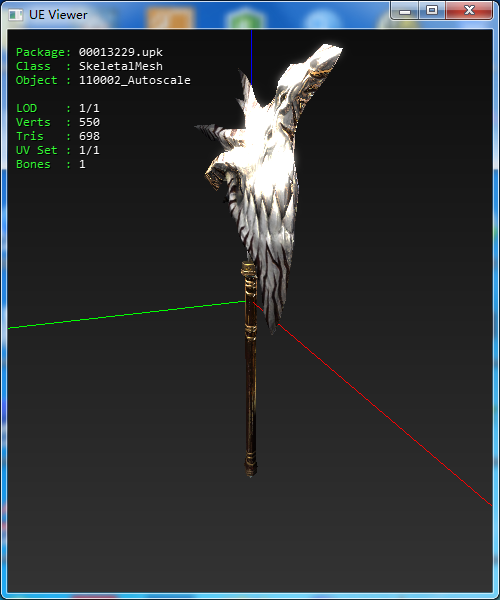 UE Viewer
Package: 00013229.upk
Class : SkeletalMesh
Object : 110002_Autoscale
LOD : 1/1
Verts : 550
Tris : 698
UV Set : 1/1
Bones : 1